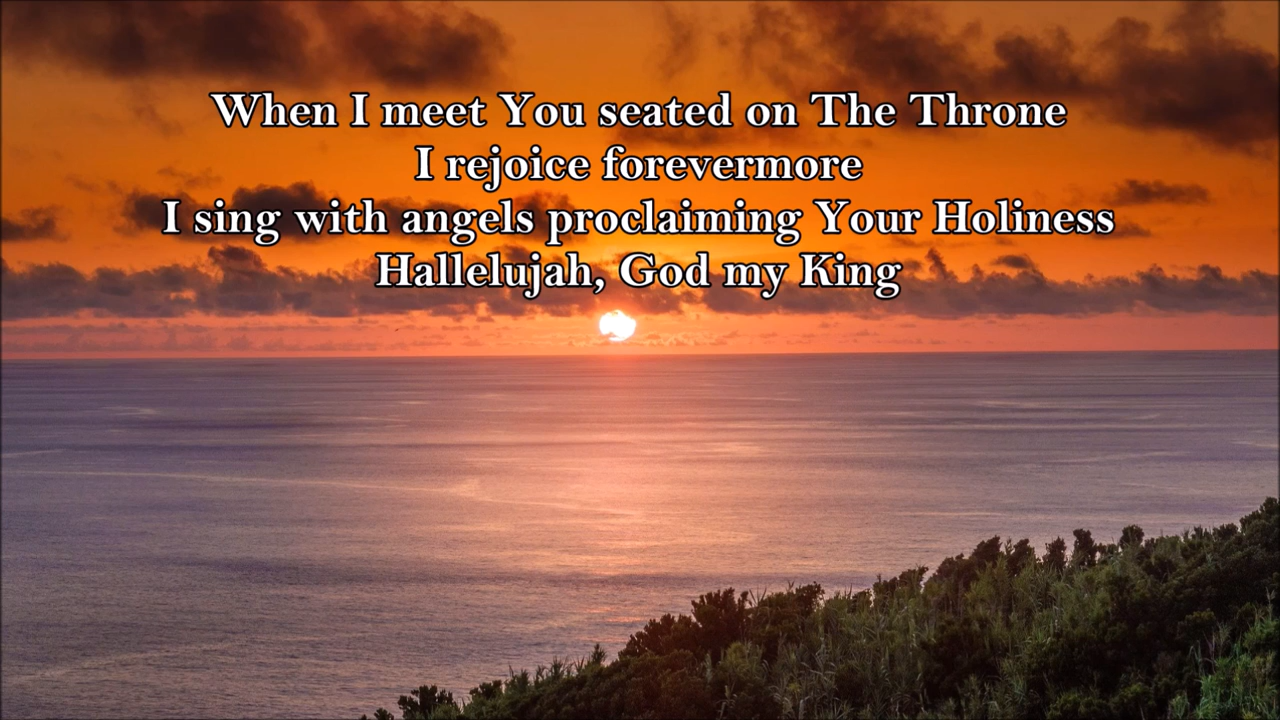 When I meet You seated on The Throne
I rejoice forevermore
I sing with angels proclaiming Your Holiness
Hallelujah, God my King